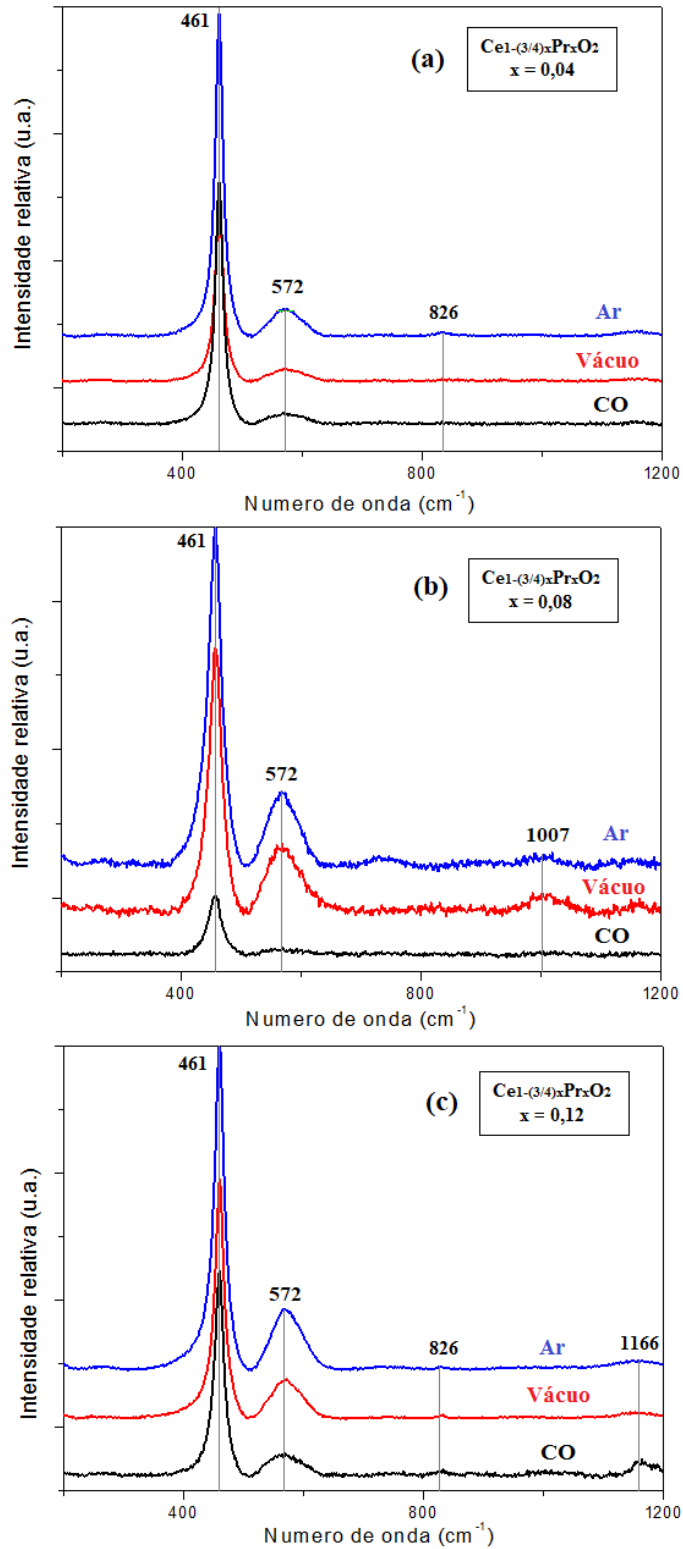 461
(a)
Ce1-(3/4)xPrxO2
x = 0,04
572
826
Ar
Vácuo
CO
Intensidade relativa (u.a.)
400
800
1200
Numero de onda (cm-1)
461
(b)
Ce1-(3/4)xPrxO2
x = 0,08
572
1007
Ar
Vácuo
CO
Intensidade relativa (u.a.)
400
800
1200
Numero de onda (cm-1)
461
(c)
Ce1-(3/4)xPrxO2
x = 0,12
572
826
1166
Ar
Vácuo
CO
Intensidade relativa (u.a.)
400
800
1200
Numero de onda (cm-1)